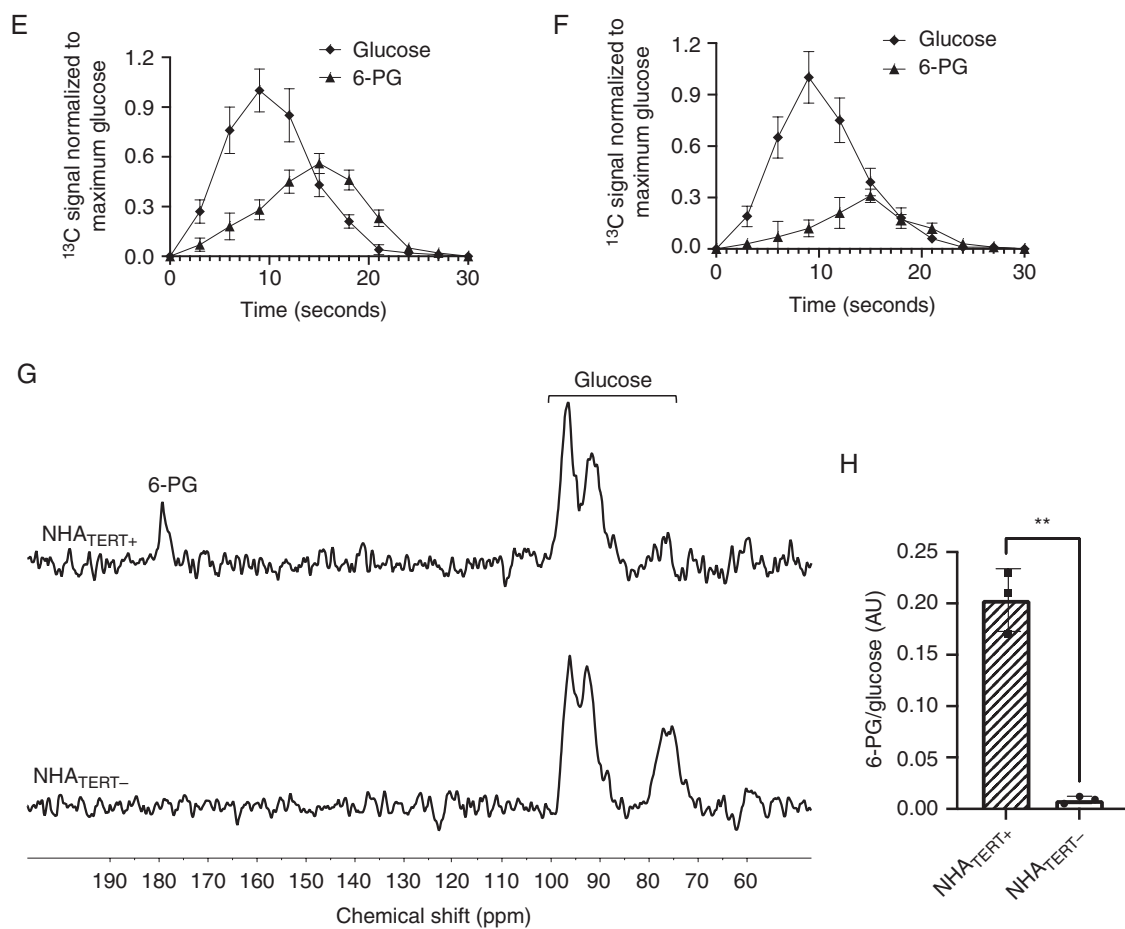 E
¹³C signal normalized to
maximum glucose
1.2
0.9
0.6
0.3
0.0
0
10
20
30
Time (seconds)
Glucose
6-PG
F
¹³C signal normalized to
maximum glucose
1.2
0.9
0.6
0.3
0.0
0
10
20
30
Time (seconds)
Glucose
6-PG
G
Glucose
6-PG
NHA_TERT+
NHA_TERT–
190 180 170 160 150 140 130 120 110 100 90 80 70 60
Chemical shift (ppm)
H
**
6-PG/glucose (AU)
0.25
0.20
0.15
0.10
0.05
0.00
NHA_TERT+
NHA_TERT–